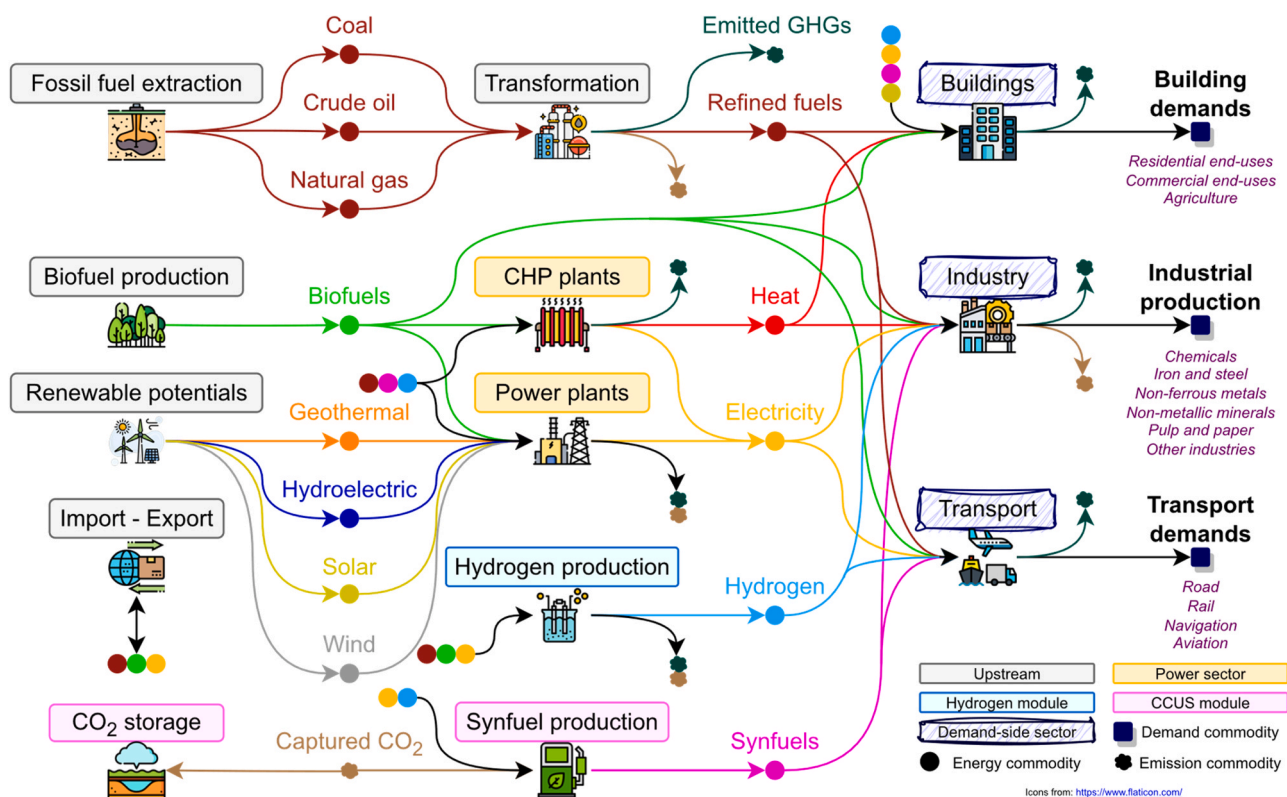 Coal
Emitted GHGs
Fossil fuel extraction
Transformation
Buildings
Building
demands
Crude oil
Refined fuels
Natural gas
Residential end-uses
Commercial end-uses
Agriculture
Biofuel production
CHP plants
Industry
Industrial
production
Biofuels
Heat
Chemicals
Iron and steel
Non-ferrous metals
Non-metallic minerals
Pulp and paper
Other industries
Renewable potentials
Power plants
Geothermal
Electricity
Hydroelectric
Import - Export
Transport
Transport
demands
Solar
Hydrogen production
Hydrogen
Road
Rail
Navigation
Aviation
Wind
Upstream
Power sector
Hydrogen module
CCUS module
CO2 storage
Synfuel production
Captured CO2
Synfuels
Demand-side sector
Demand commodity
Energy commodity
Emission commodity
Icons from: https://www.flaticon.com/